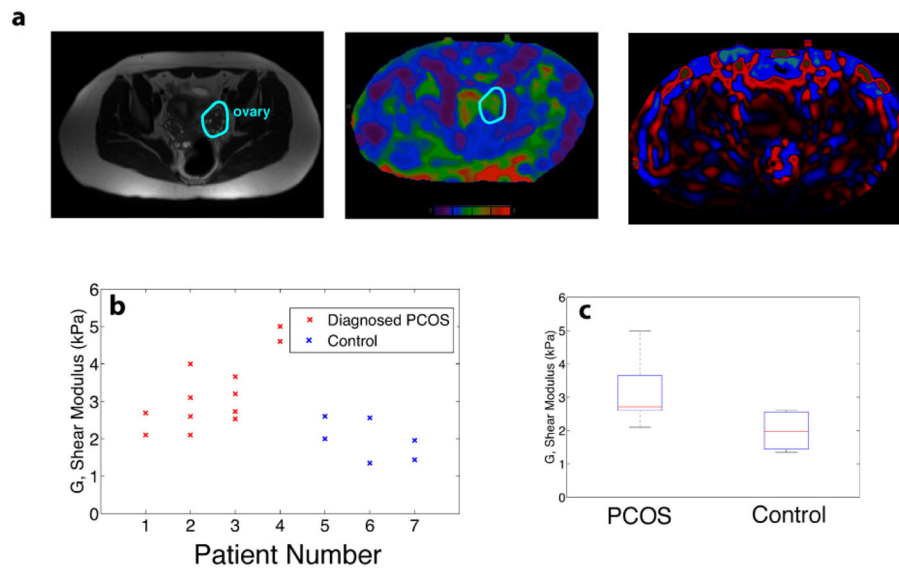 a
ovary
b
6
5
4
3
2
1
0
G, Shear Modulus (kPa)
Diagnosed PCOS
Control
1 2 3 4 5 6 7
Patient Number
c
6
5
4
3
2
1
0
G, Shear Modulus (kPa)
PCOS Control